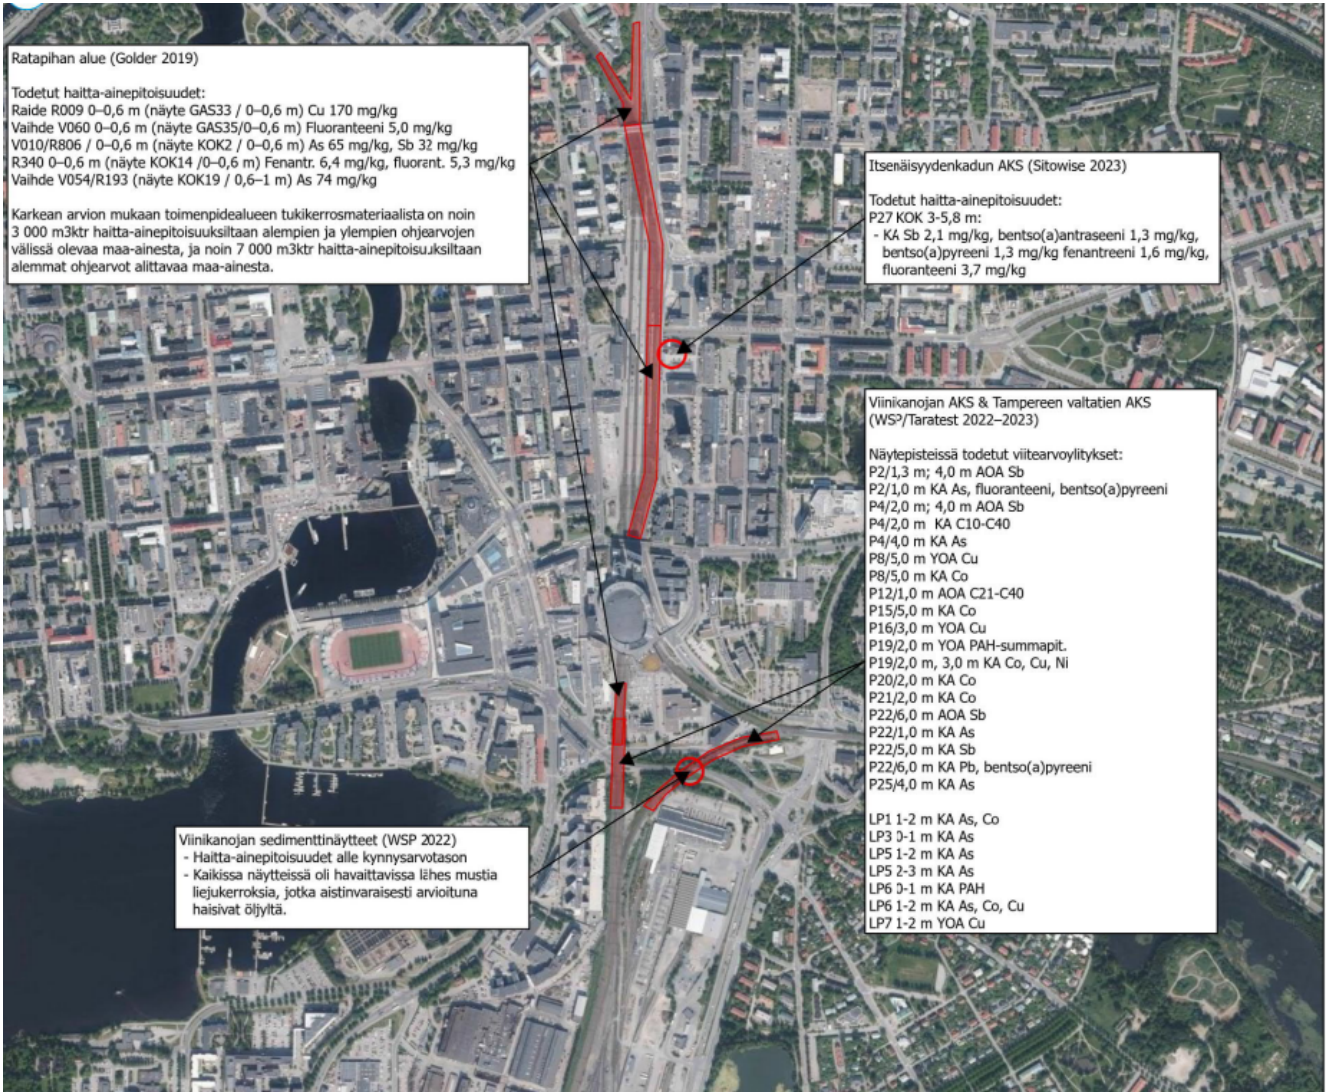 Ratapihan alue (Golder 2019)
Todetut haitta-ainepitoisuudet:
Raide R009 0–0,6 m (näyte GAS33 / 0–0,6 m) Cu 170 mg/kg
Vaihde V060 0–0,6 m (näyte GAS35/0–0,6 m) Fluoranteeni 5,0 mg/kg
V010/R806 / 0–0,6 m (näyte KOK2 / 0–0,6 m) As 65 mg/kg, Sb 32 mg/kg
R340 0–0,6 m (näyte KOK14 /0–0,6 m) Fenantr. 6,4 mg/kg, fluorent. 5,3 mg/kg
Vaihde V054/R193 (näyte KOK19 / 0,6–1 m) As 74 mg/kg
Karkean arvion mukaan toimenpidealueen tukikerrosmateriaalista on noin
3 000 m3ktr haitta-ainepitoisuuksiltaan alempien ja ylempien ohjearvojen
välissä olevaa maa-ainesta, ja noin 7 000 m3ktr haitta-ainepitoisuuksiltaan
alemmat ohjearvot alittavaa maa-ainesta.
Itsenäisyydenkadun AKS (Sitowise 2023)
Todetut haitta-ainepitoisuudet:
P27 KOK 3-5,8 m:
- KA Sb 2,1 mg/kg, bentso(a)antraseeni 1,3 mg/kg,
bentso(a)pyreeni 1,3 mg/kg fenantreeni 1,6 mg/kg,
fluoranteeni 3,7 mg/kg
Viinikanojan AKS & Tampereen valtatien AKS
(WSP/Taratest 2022–2023)
Näytepisteissä todetut viitearvoylitykset:
P2/1,3 m; 4,0 m AOA Sb
P2/1,0 m KA As, fluoranteeni, bentso(a)pyreeni
P4/2,0 m; 4,0 m AOA Sb
P4/2,0 m KA C10-C40
P4/4,0 m KA As
P8/5,0 m YOA Cu
P8/5,0 m KA Co
P12/1,0 m AOA C21-C40
P15/5,0 m KA Co
P16/3,0 m YOA Cu
P19/2,0 m YOA PAH-summapit.
P19/2,0 m, 3,0 m KA Co, Cu, Ni
P20/2,0 m KA Co
P21/2,0 m KA Co
P22/6,0 m AOA Sb
P22/1,0 m KA As
P22/5,0 m KA Sb
P22/6,0 m KA Pb, bentso(a)pyreeni
P25/4,0 m KA As
LP1 1-2 m KA As, Co
LP3 0-1 m KA As
LP5 1-2 m KA As
LP5 2-3 m KA As
LP6 0-1 m KA PAH
LP6 1-2 m KA As, Co, Cu
LP7 1-2 m YOA Cu
Viinikanojan sedimenttinäytteet (WSP 2022)
- Haitta-ainepitoisuudet alle kynnysarvotason
- Kaikissa näytteissä oli havaittavissa lähes mustia
liejukerroksia, jotka aistinvaraisesti arvioituna
haisivat öljyltä.